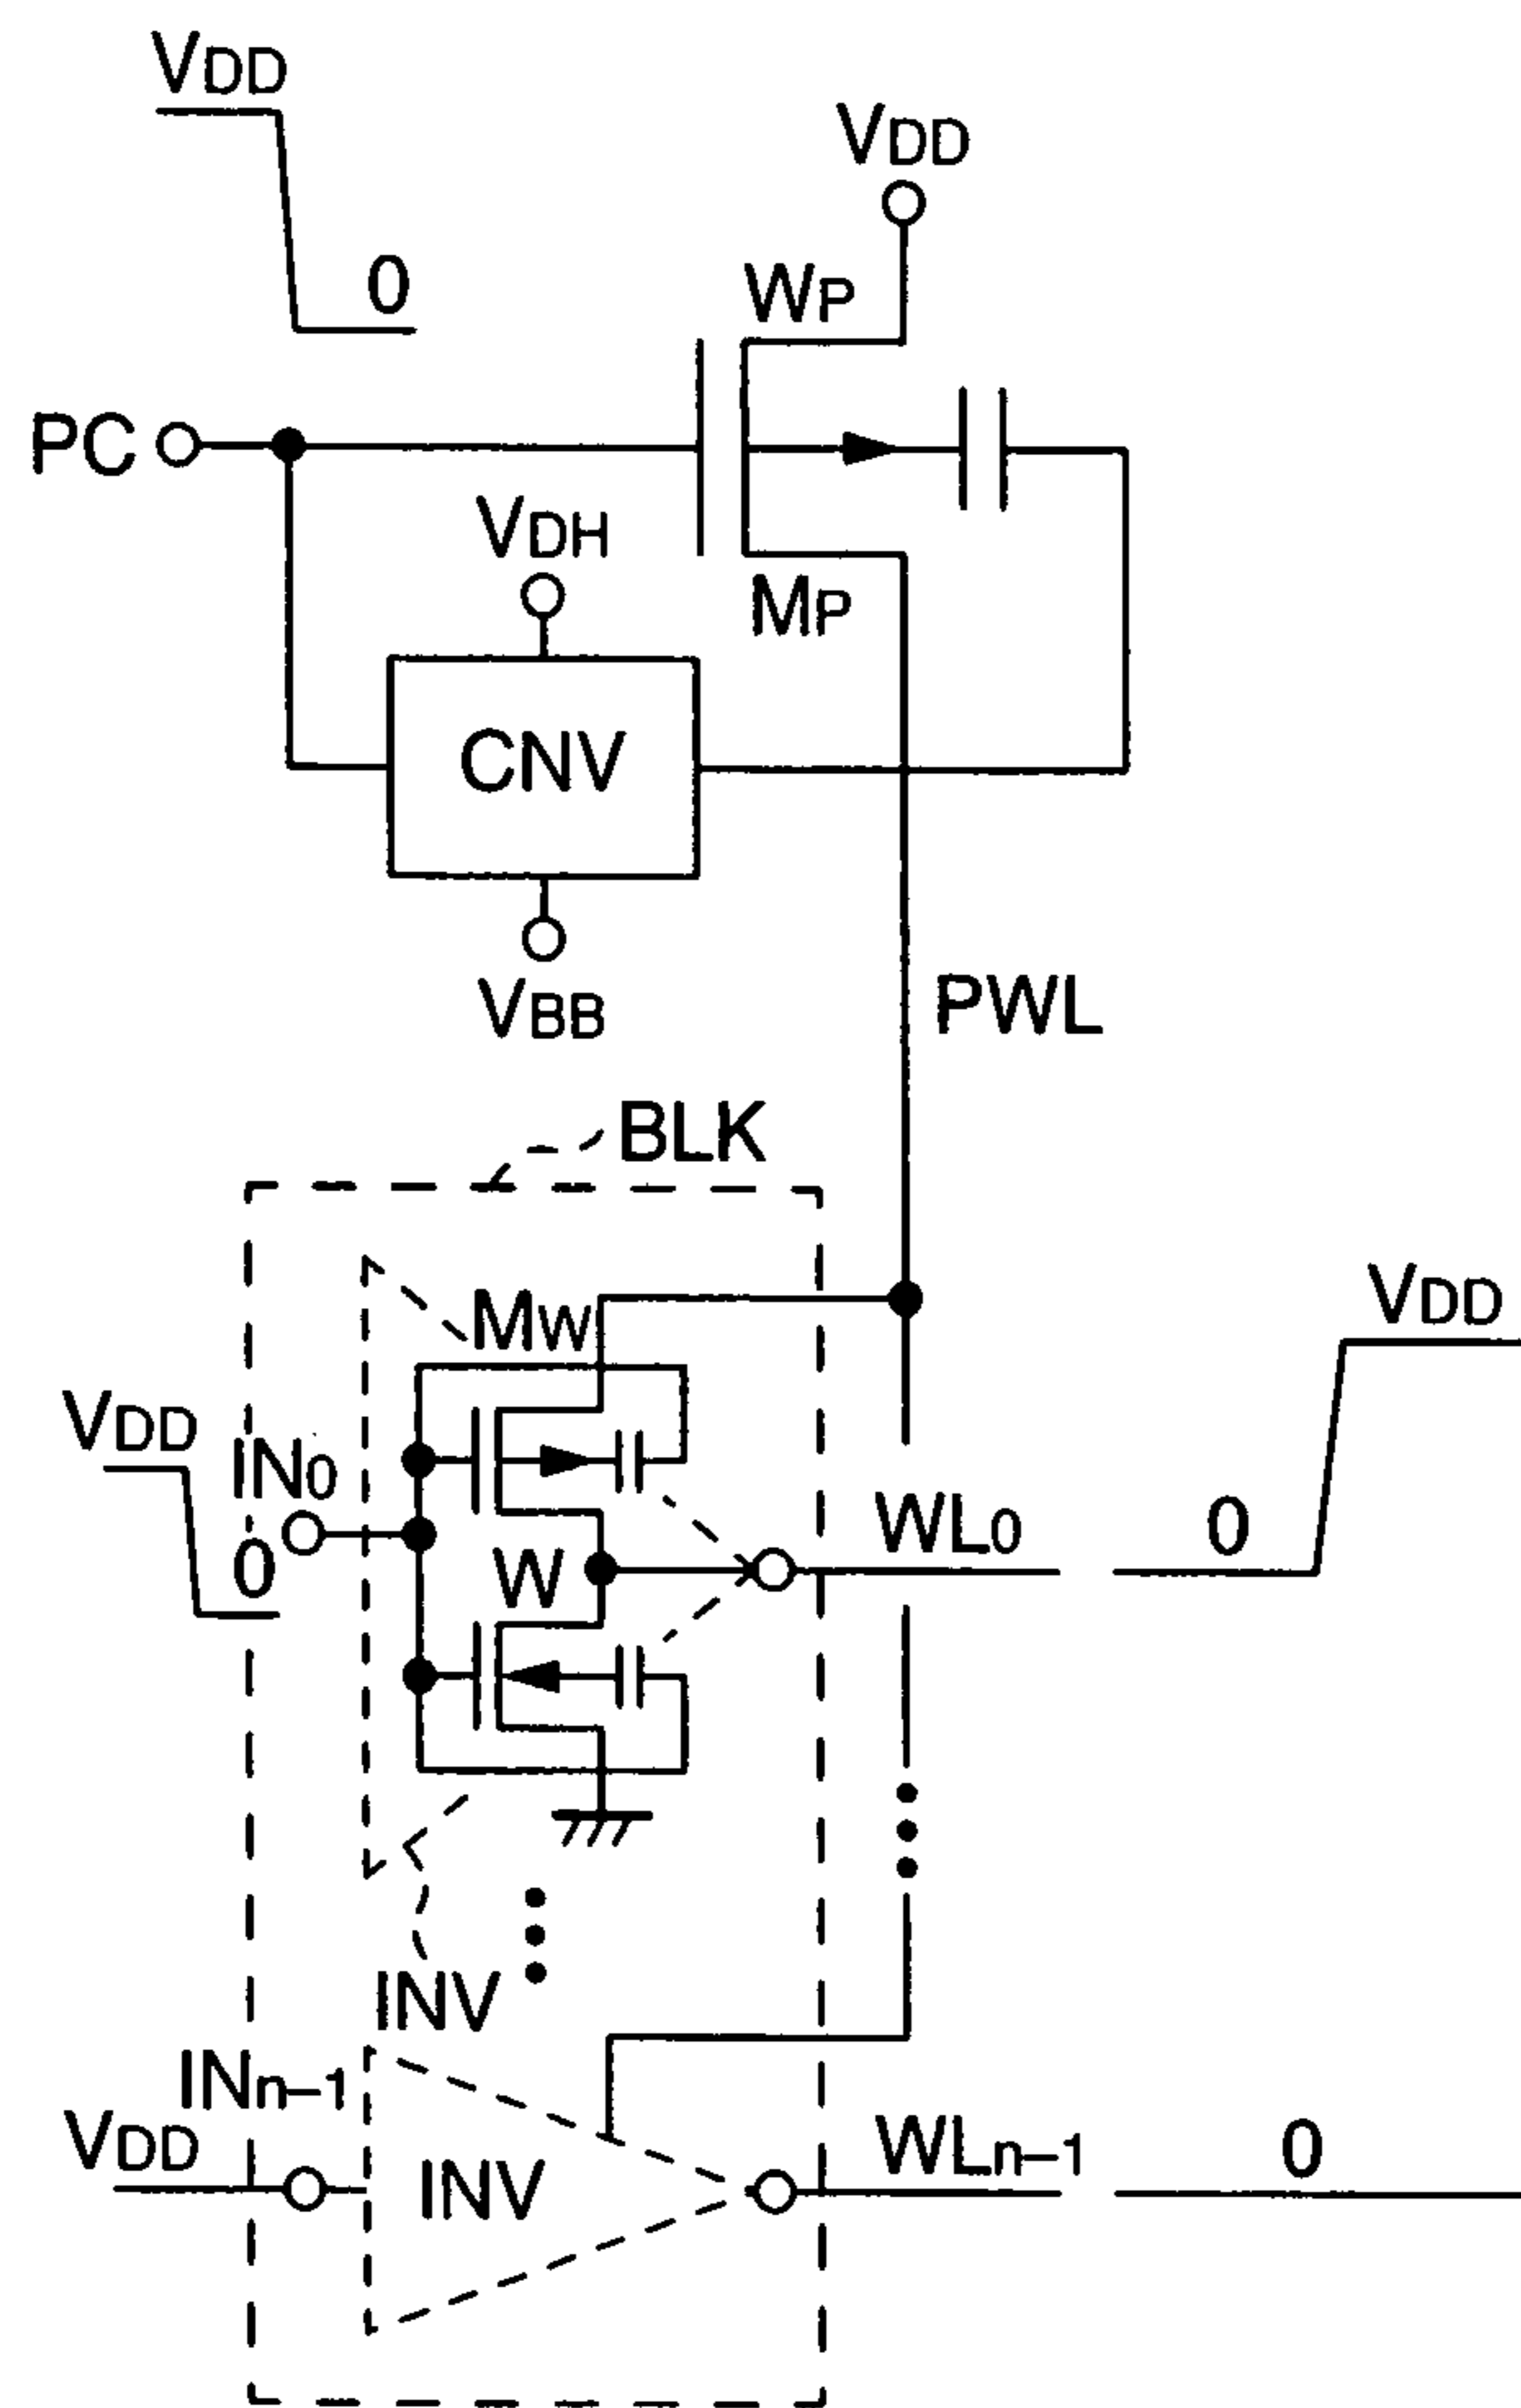 VDD
VDD
0
WP
PC
VDH
MP
CNV
VBB
PWL
BLK
MW
VDD
VDD
IN0
WL0
0
0
W
INV
INn-1
VDD
WLn-1
0
INV